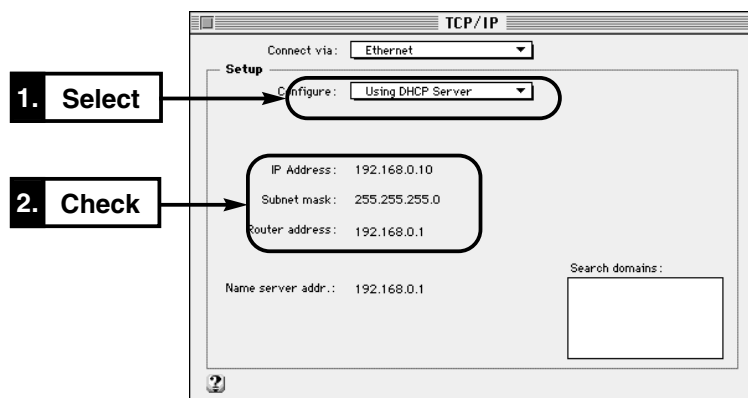 TCP/IP
Connect via: Ethernet
Setup
1. Select
Configure: Using DHCP Server
IP Address: 192.168.0.10
2. Check
Subnet mask: 255.255.255.0
Router address: 192.168.0.1
Search domains:
Name server addr.: 192.168.0.1
?